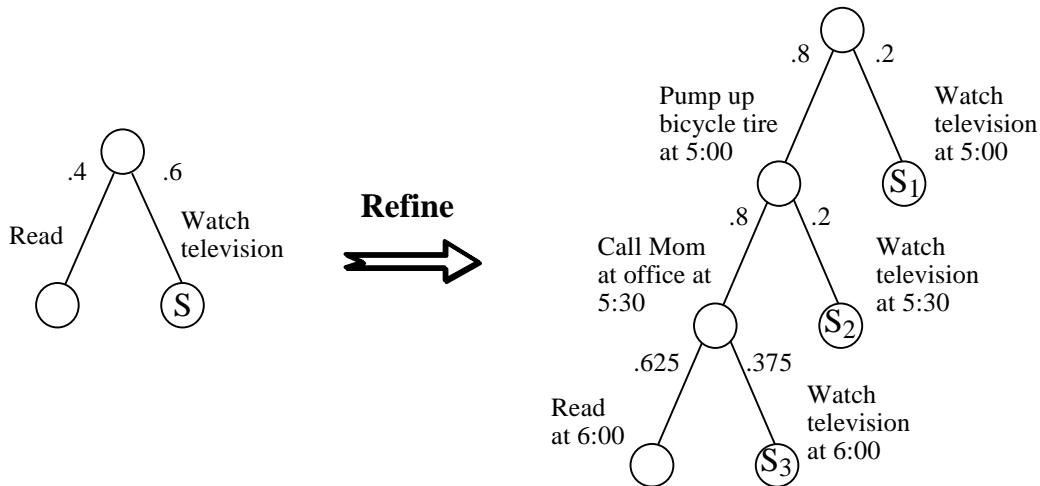 .8
.2
Pump up
bicycle tire
at 5:00
Watch
television
at 5:00
S1
.4
.6
Read
Watch
television
S
Refine
.8
.2
Call Mom
at office at
5:30
Watch
television
at 5:30
S2
.625
.375
Read
at 6:00
Watch
television
at 6:00
S3